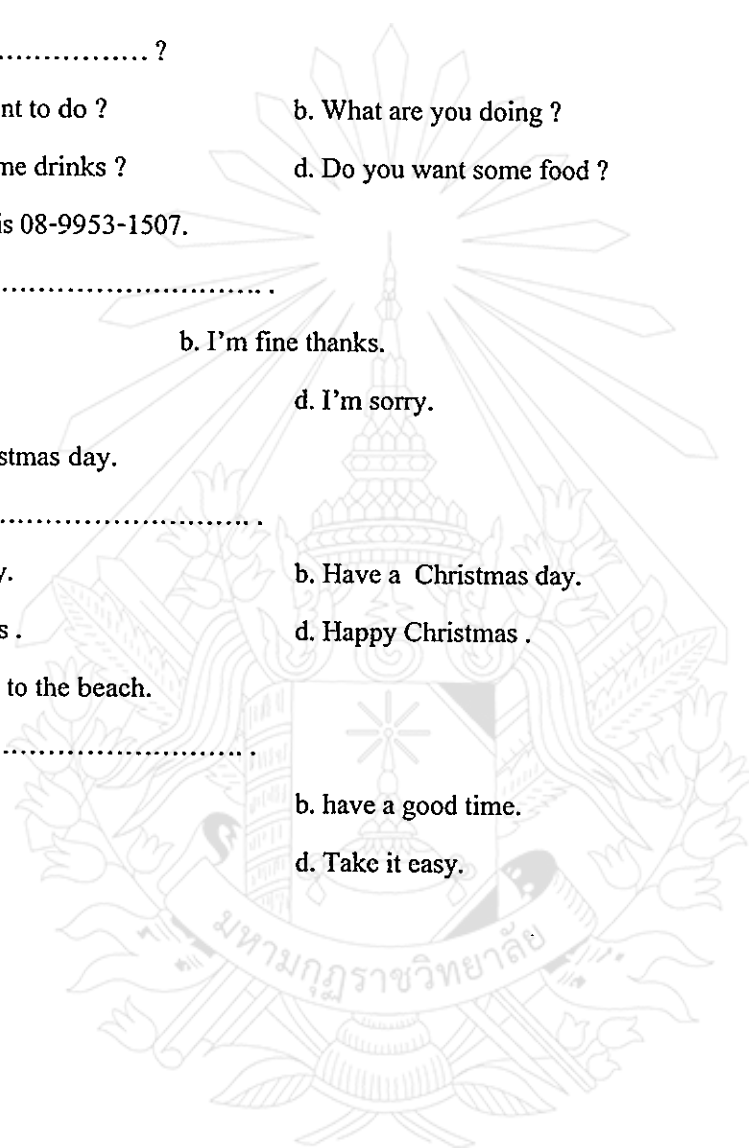 ................ ?
nt to do ? b. What are you doing ?
me drinks ? d. Do you want some food ?
is 08-9953-1507.
............................. .
b. I’m fine thanks.
d. I’m sorry.
stmas day.
............................ .
y. b. Have a  Christmas day.
s . d. Happy Christmas .
to the beach.
........................... .
b. have a good time.
d. Take it easy.
มหามกุฏราชวิทยาลัย